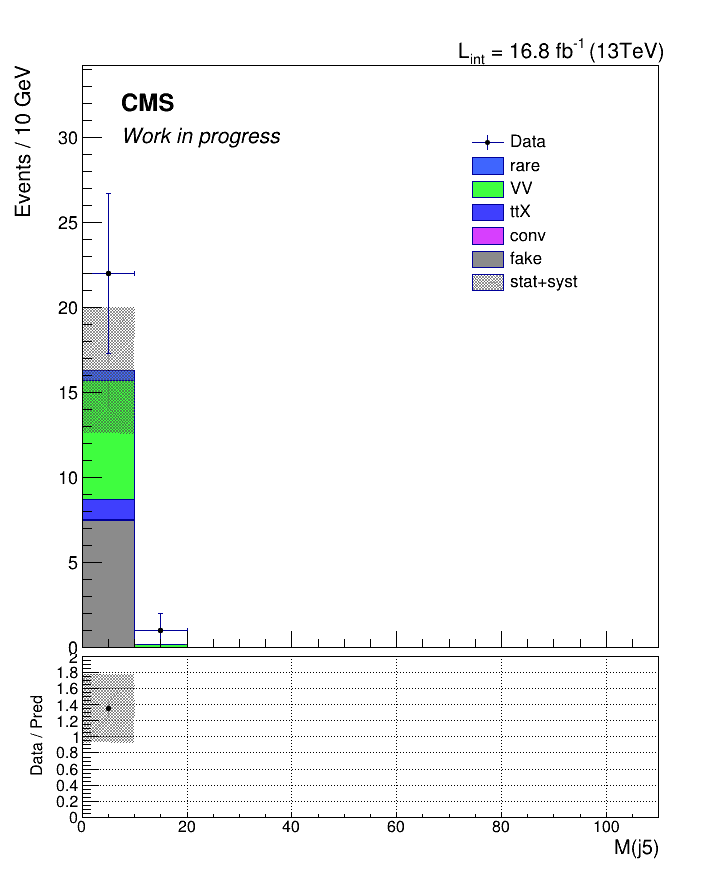 L_int = 16.8 fb^-1 (13TeV)
Events / 10 GeV
CMS
Work in progress
Data
rare
VV
ttX
conv
fake
stat+syst
30
25
20
15
10
5
0
Data / Pred
2
1.8
1.6
1.4
1.2
1
0.8
0.6
0.4
0.2
0
0 20 40 60 80 100
M(j5)